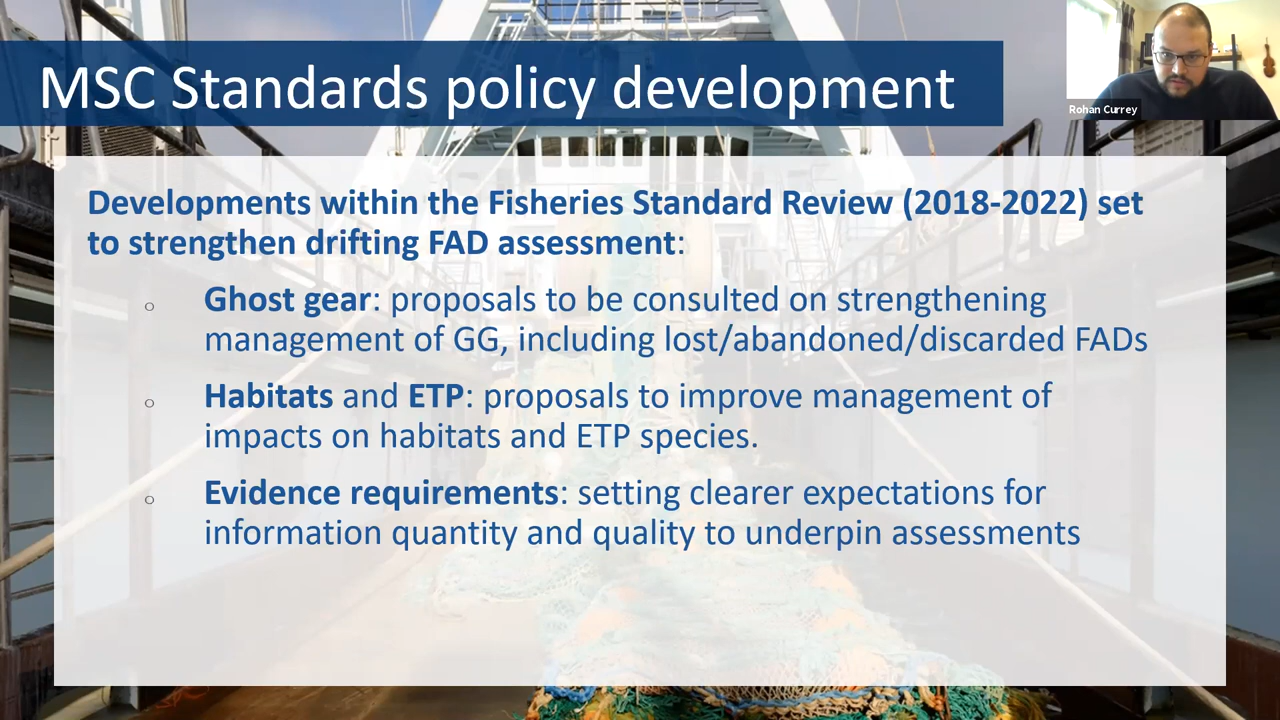 MSC Standards policy development
Rohan Currey
Developments within the Fisheries Standard Review (2018-2022) set
to strengthen drifting FAD assessment:
Ghost gear: proposals to be consulted on strengthening
management of GG, including lost/abandoned/discarded FADs
Habitats and ETP: proposals to improve management of
impacts on habitats and ETP species.
Evidence requirements: setting clearer expectations for
information quantity and quality to underpin assessments